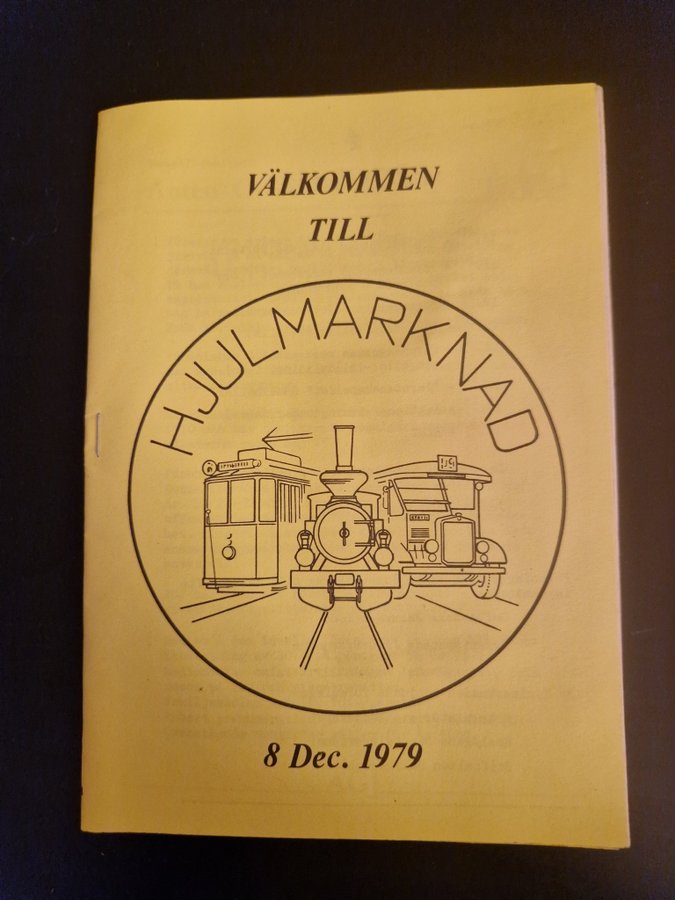 VÄLKOMMEN
TILL
HJULMARKNAD
8 Dec. 1979